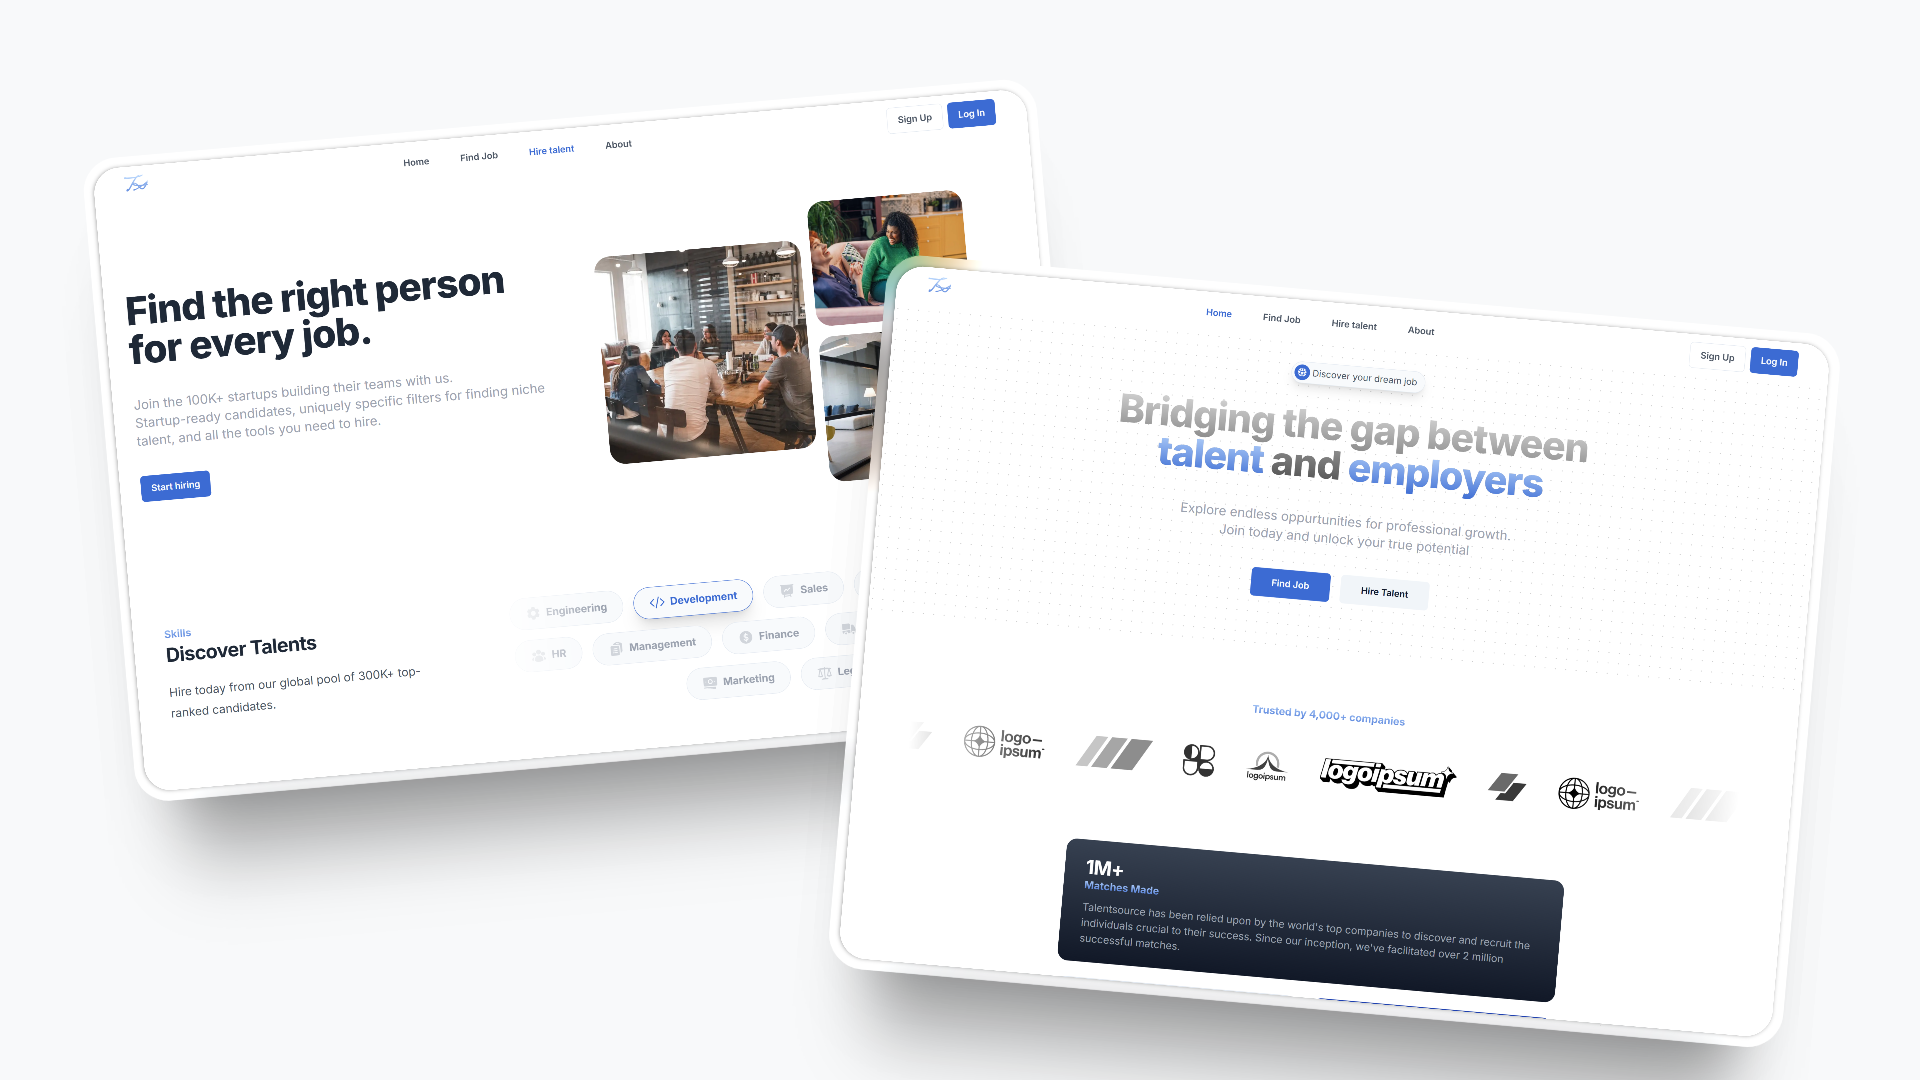 Home
Find Job
Hire talent
About
Sign Up
Log In
Find the right person
for every job.
Join the 100K+ startups building their teams with us.
Startup-ready candidates, uniquely specific filters for finding niche
talent, and all the tools you need to hire.
Start hiring
Skills
Discover Talents
Hire today from our global pool of 300K+ top-
ranked candidates.
Engineering
Development
Sales
HR
Management
Finance
Marketing
Home
Find Job
Hire talent
About
Sign Up
Log In
Discover your dream job
Bridging the gap between
talent and employers
Explore endless oppurtunities for professional growth.
Join today and unlock your true potential
Find Job
Hire Talent
Trusted by 4,000+ companies
logo—
ipsum
logoipsum
logoipsum
logo—
ipsum
1M+
Matches Made
Talentsource has been relied upon by the world's top companies to discover and recruit the
individuals crucial to their success. Since our inception, we've facilitated over 2 million
successful matches.